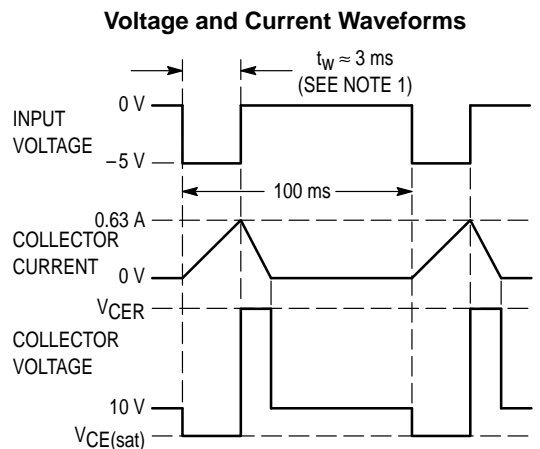 Voltage and Current Waveforms
tw ≈ 3 ms
(SEE NOTE 1)
0 V
INPUT
VOLTAGE
–5 V
100 ms
0.63 A
COLLECTOR
CURRENT
0 V
VCER
COLLECTOR
VOLTAGE
10 V
VCE(sat)